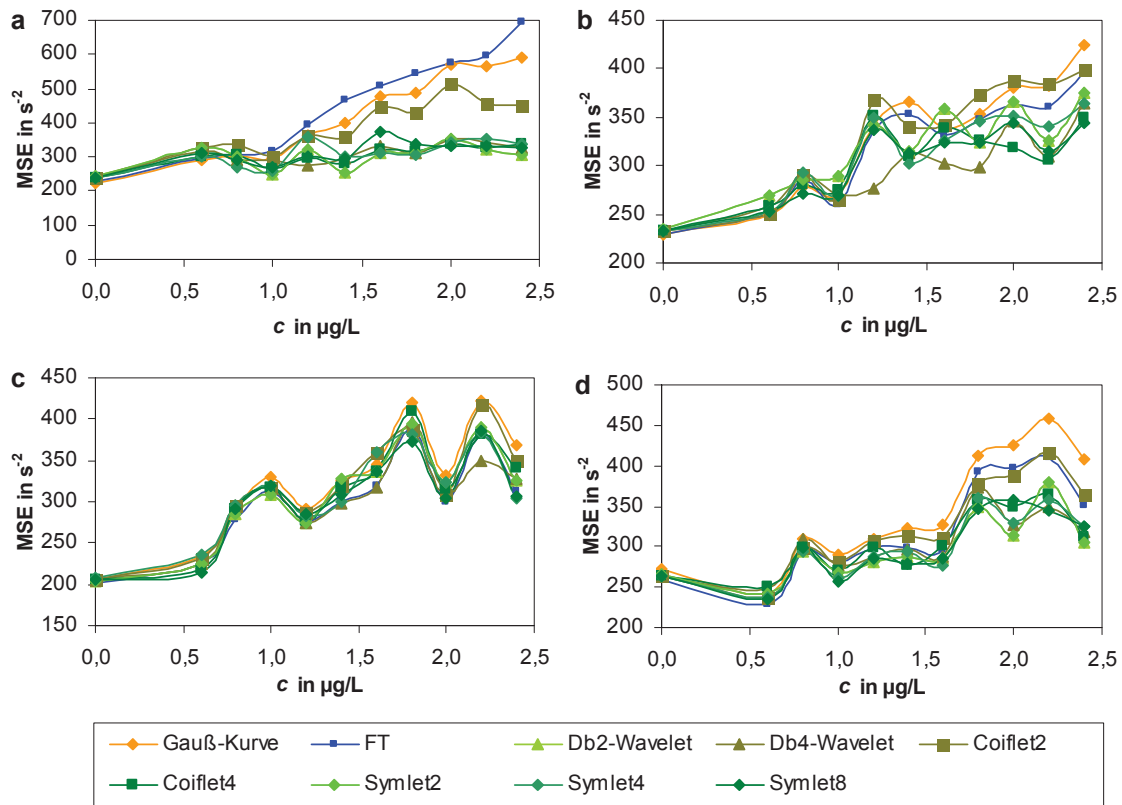 a
MSE in s-2
700
600
500
400
300
200
100
0
0,0 0,5 1,0 1,5 2,0 2,5
c in µg/L
b
MSE in s-2
450
400
350
300
250
200
0,0 0,5 1,0 1,5 2,0 2,5
c in µg/L
c
MSE in s-2
450
400
350
300
250
200
150
0,0 0,5 1,0 1,5 2,0 2,5
c in µg/L
d
MSE in s-2
500
450
400
350
300
250
200
0,0 0,5 1,0 1,5 2,0 2,5
c in µg/L
Gauß-Kurve FT Db2-Wavelet Db4-Wavelet Coiflet2
Coiflet4 Symlet2 Symlet4 Symlet8